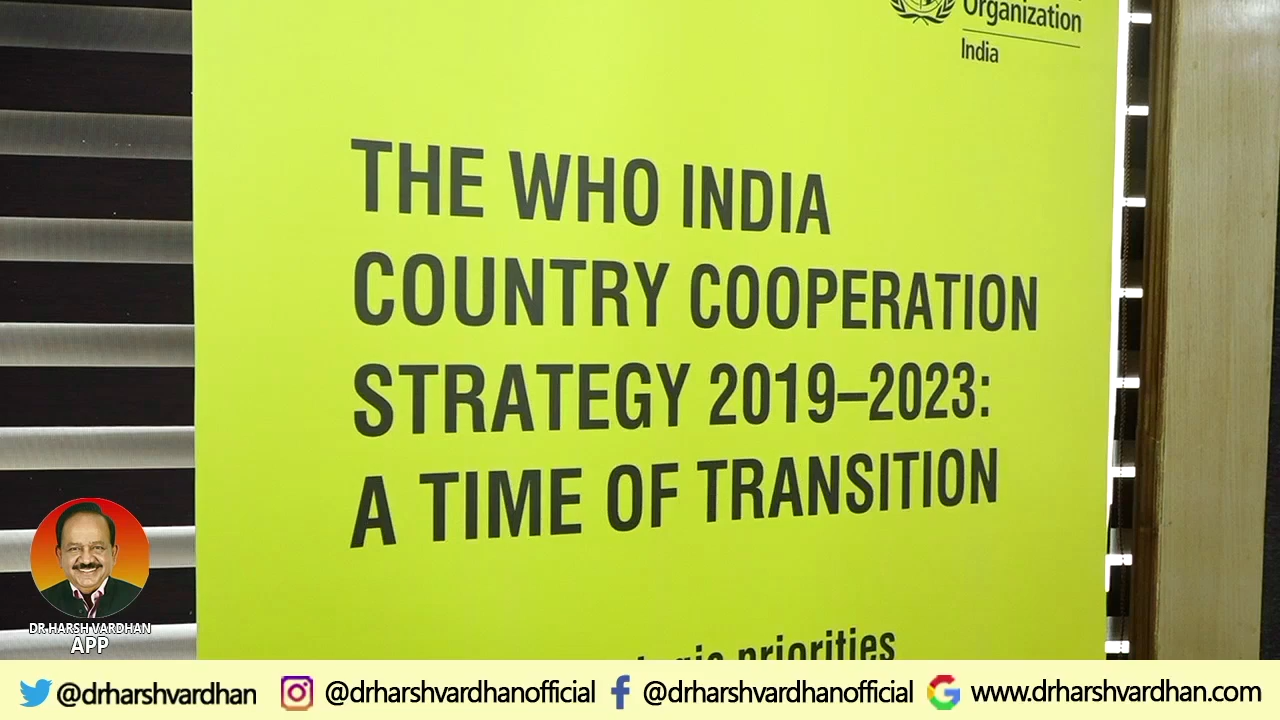 Organization
India
THE WHO INDIA
COUNTRY COOPERATION
STRATEGY 2019–2023:
A TIME OF TRANSITION
priorities
DR HARSH VARDHAN
APP
@drharshvardhan @drharshvardhanofficial @drharshvardhanofficial www.drharshvardhan.com